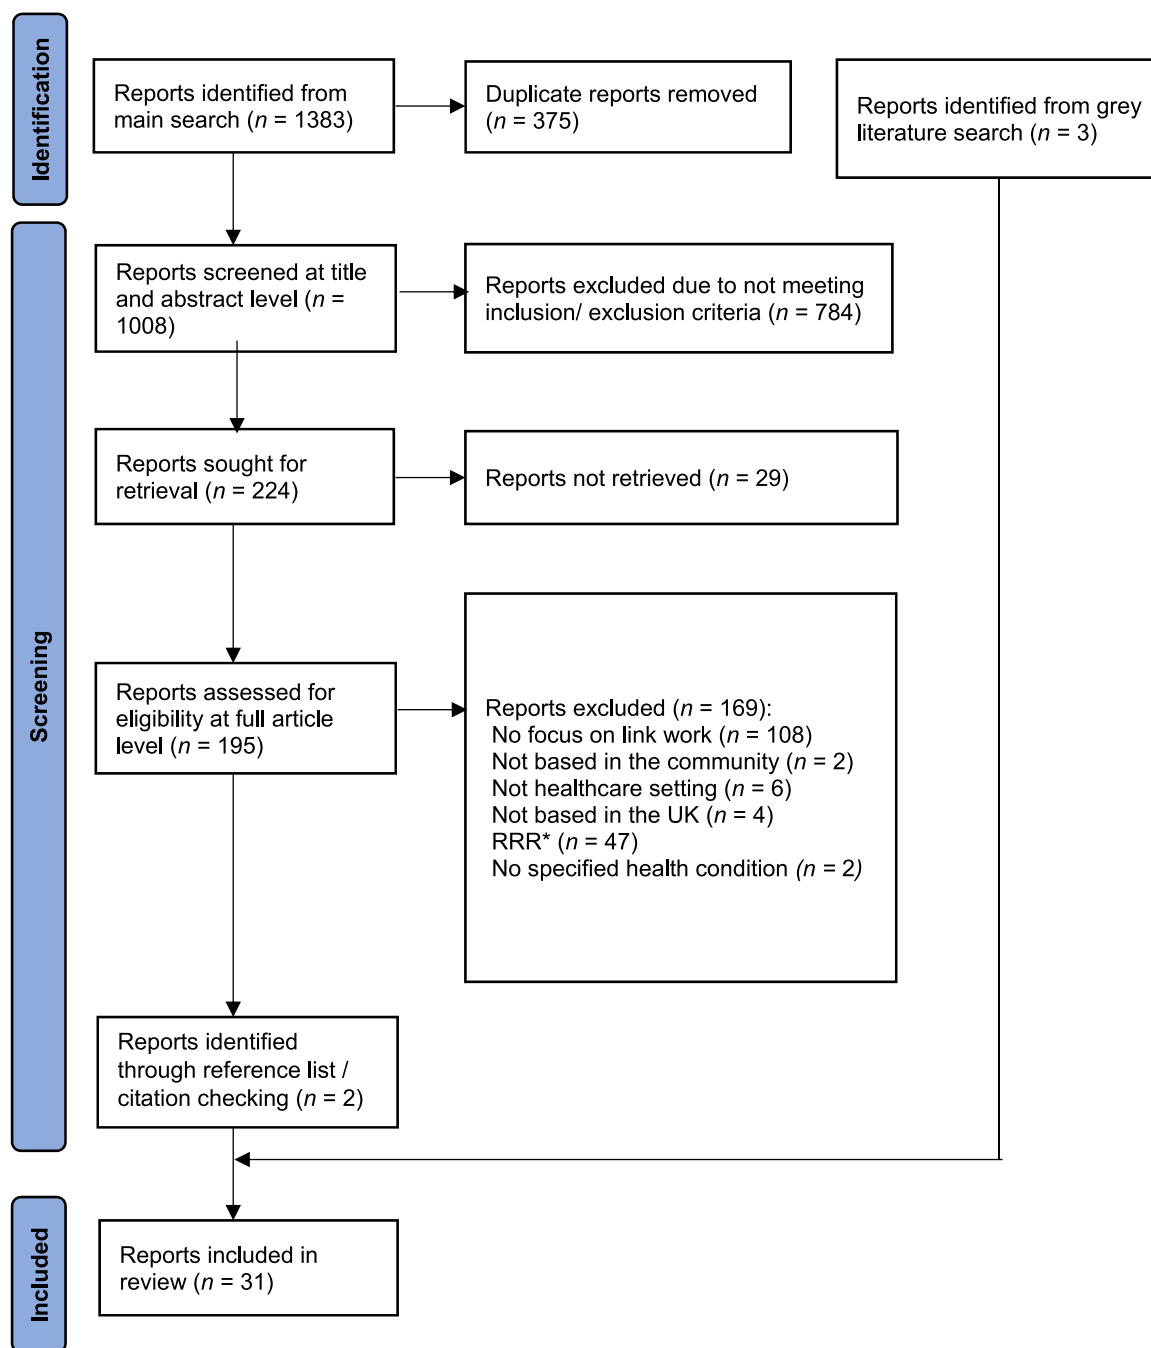 Identification
Reports identified from
main search (n = 1383)
Duplicate reports removed
(n = 375)
Reports identified from grey
literature search (n = 3)
Screening
Reports screened at title
and abstract level (n =
1008)
Reports excluded due to not meeting
inclusion/ exclusion criteria (n = 784)
Reports sought for
retrieval (n = 224)
Reports not retrieved (n = 29)
Reports assessed for
eligibility at full article
level (n = 195)
Reports excluded (n = 169):
No focus on link work (n = 108)
Not based in the community (n = 2)
Not healthcare setting (n = 6)
Not based in the UK (n = 4)
RRR* (n = 47)
No specified health condition (n = 2)
Reports identified
through reference list /
citation checking (n = 2)
Included
Reports included in
review (n = 31)